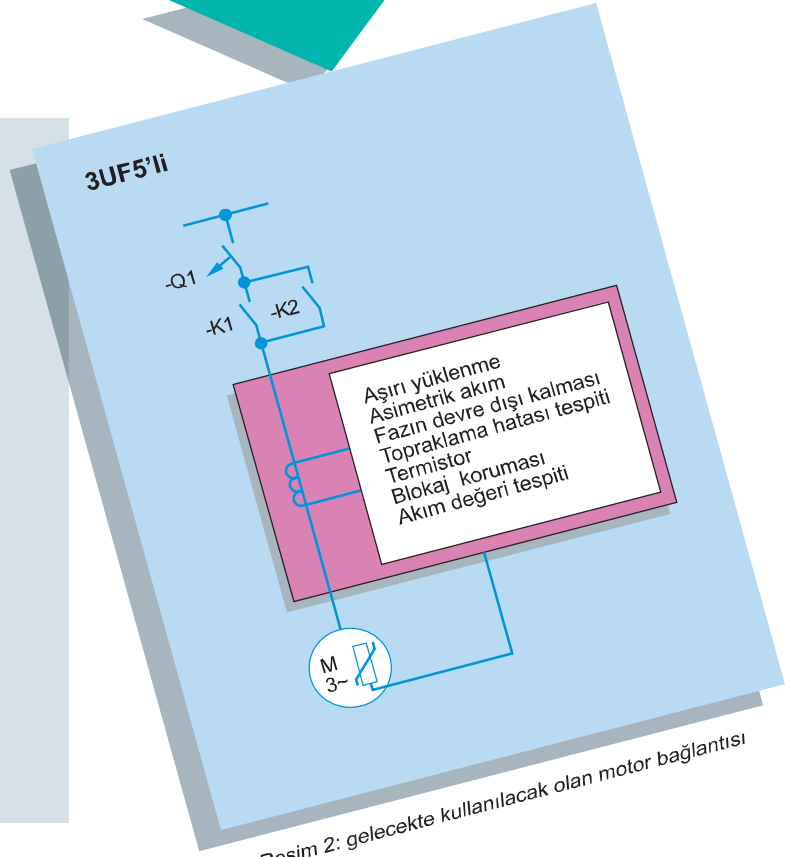 3UF5'li
-Q1
-K1
-K2
Aşırı yüklenme
Asimetrik akım
Fazın devre dışı kalması
Topraklama hatası tespiti
Termistor
Blokaj koruması
Akım değeri tespiti
M
3~
Resim 2: gelecekte kullanılacak olan motor bağlantısı